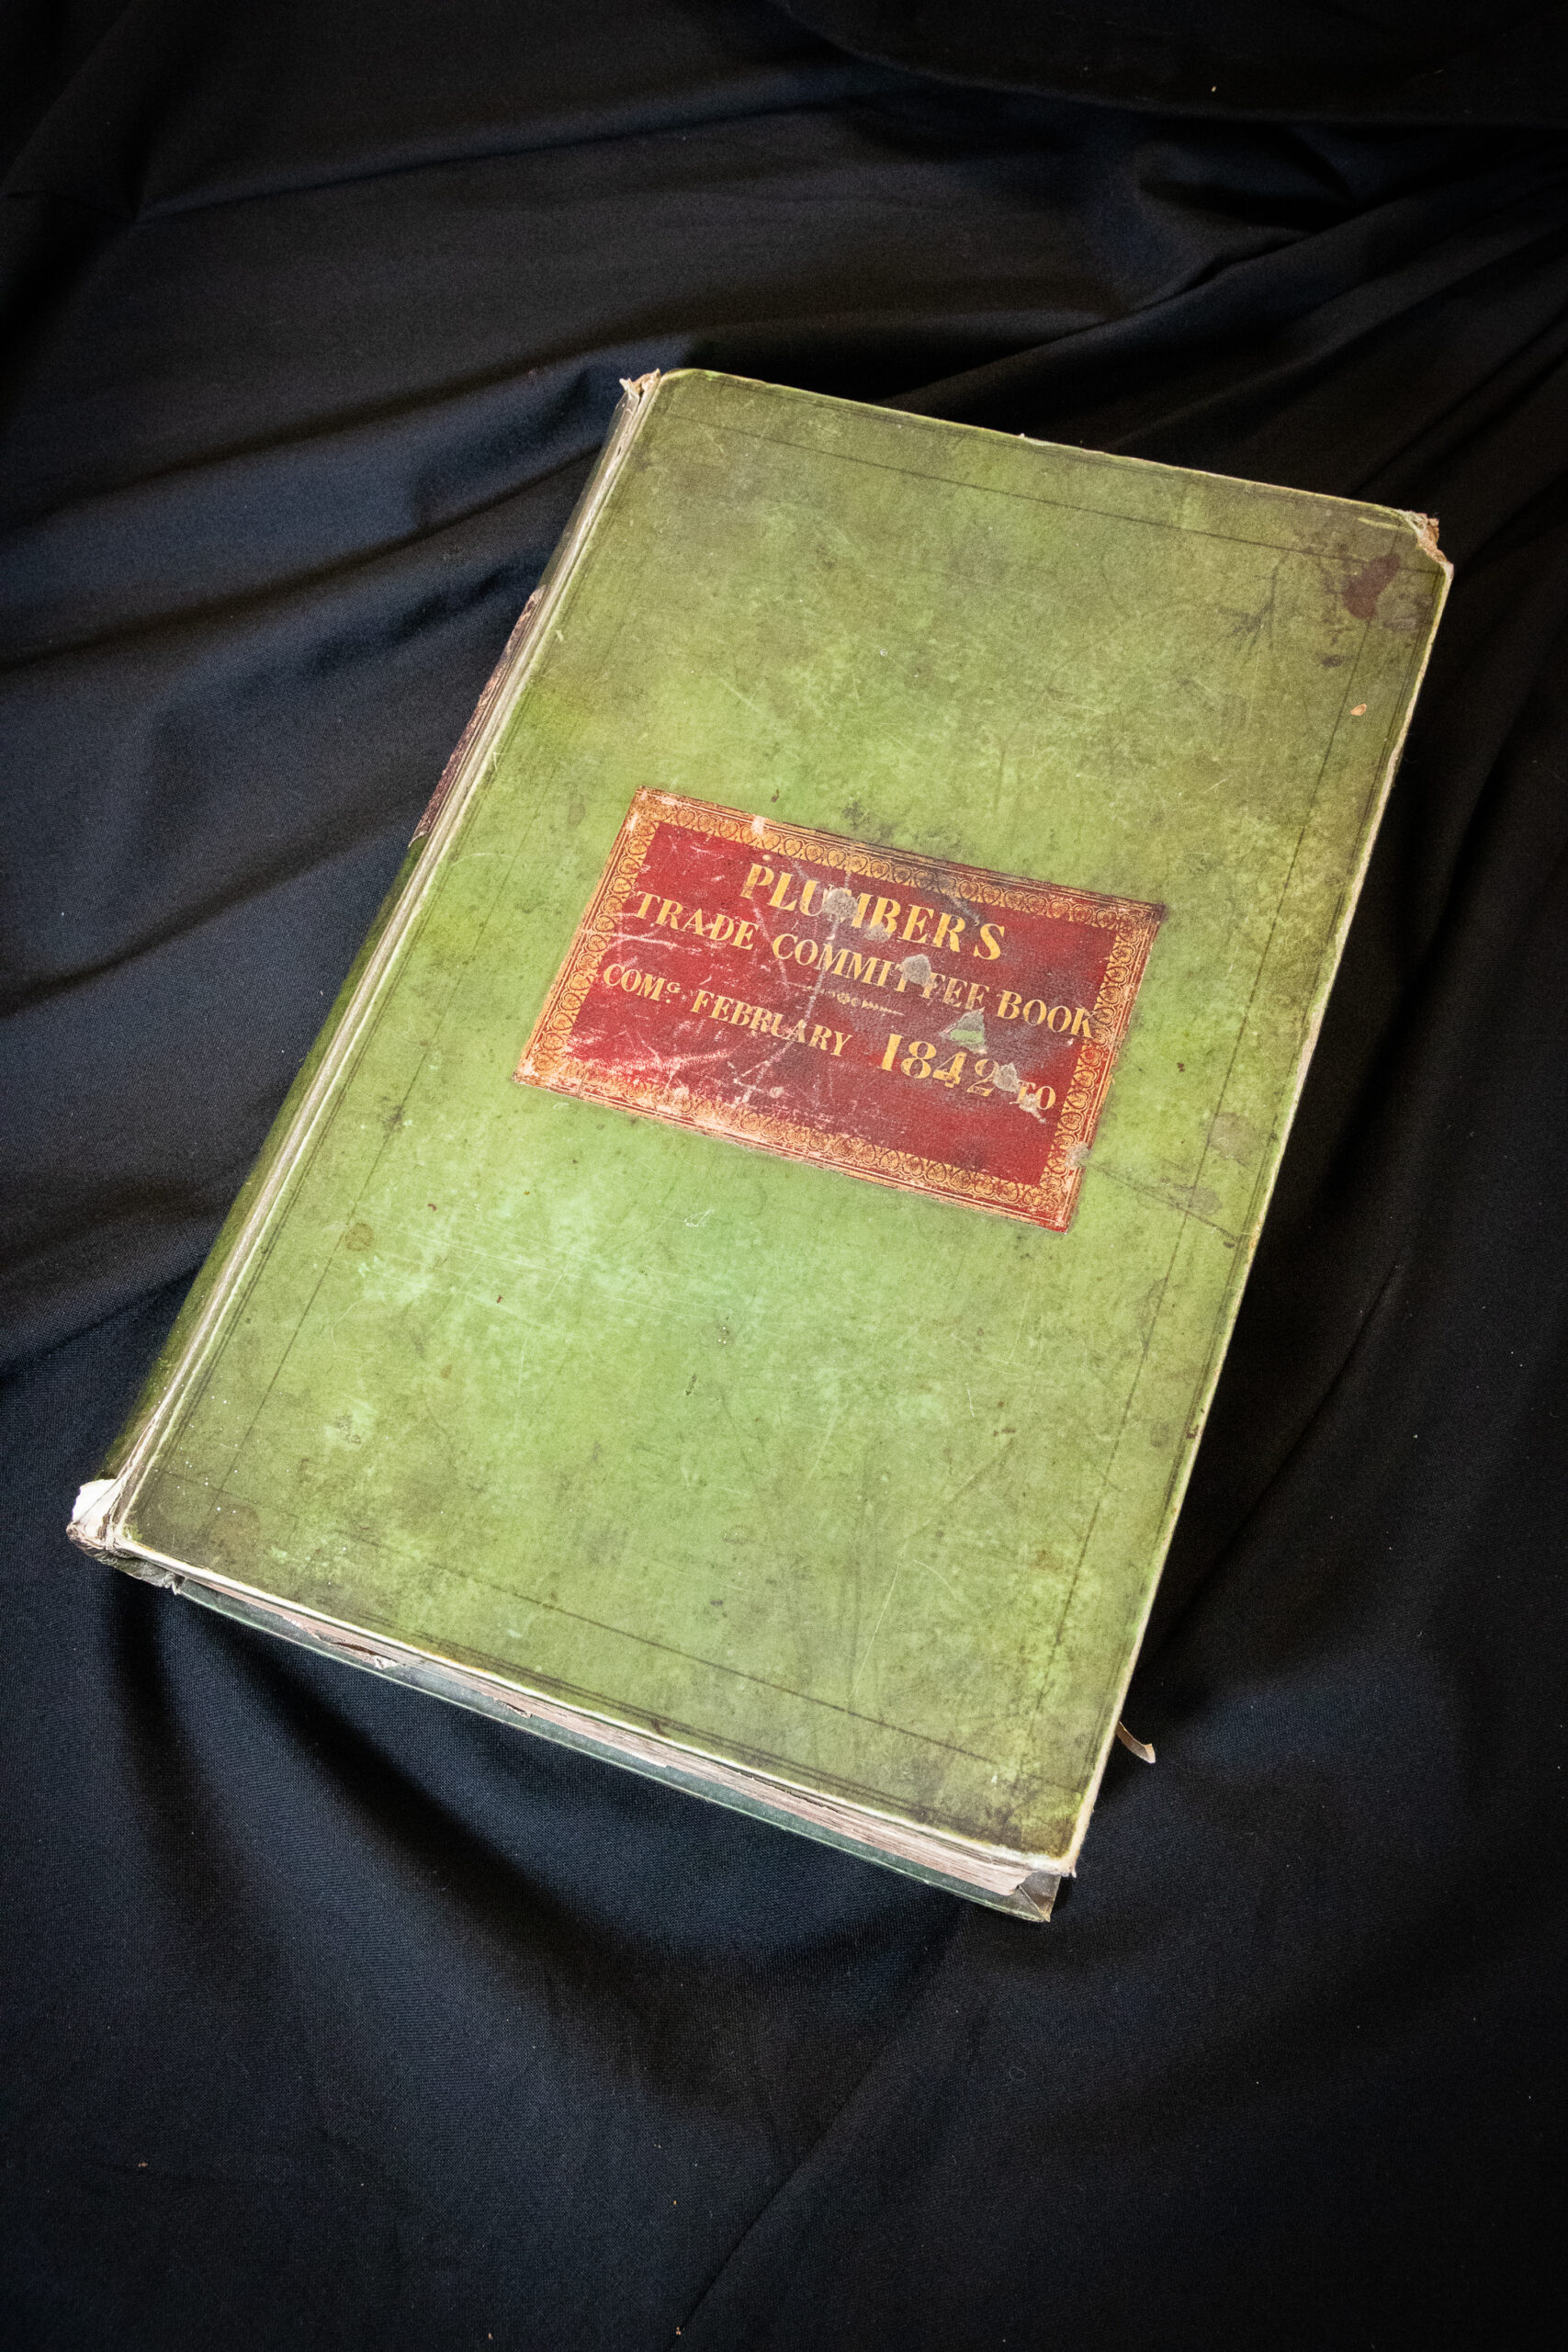 PLUMBER'S
TRADE COMMITTEE BOOK
COMG FEBRUARY 1842 TO